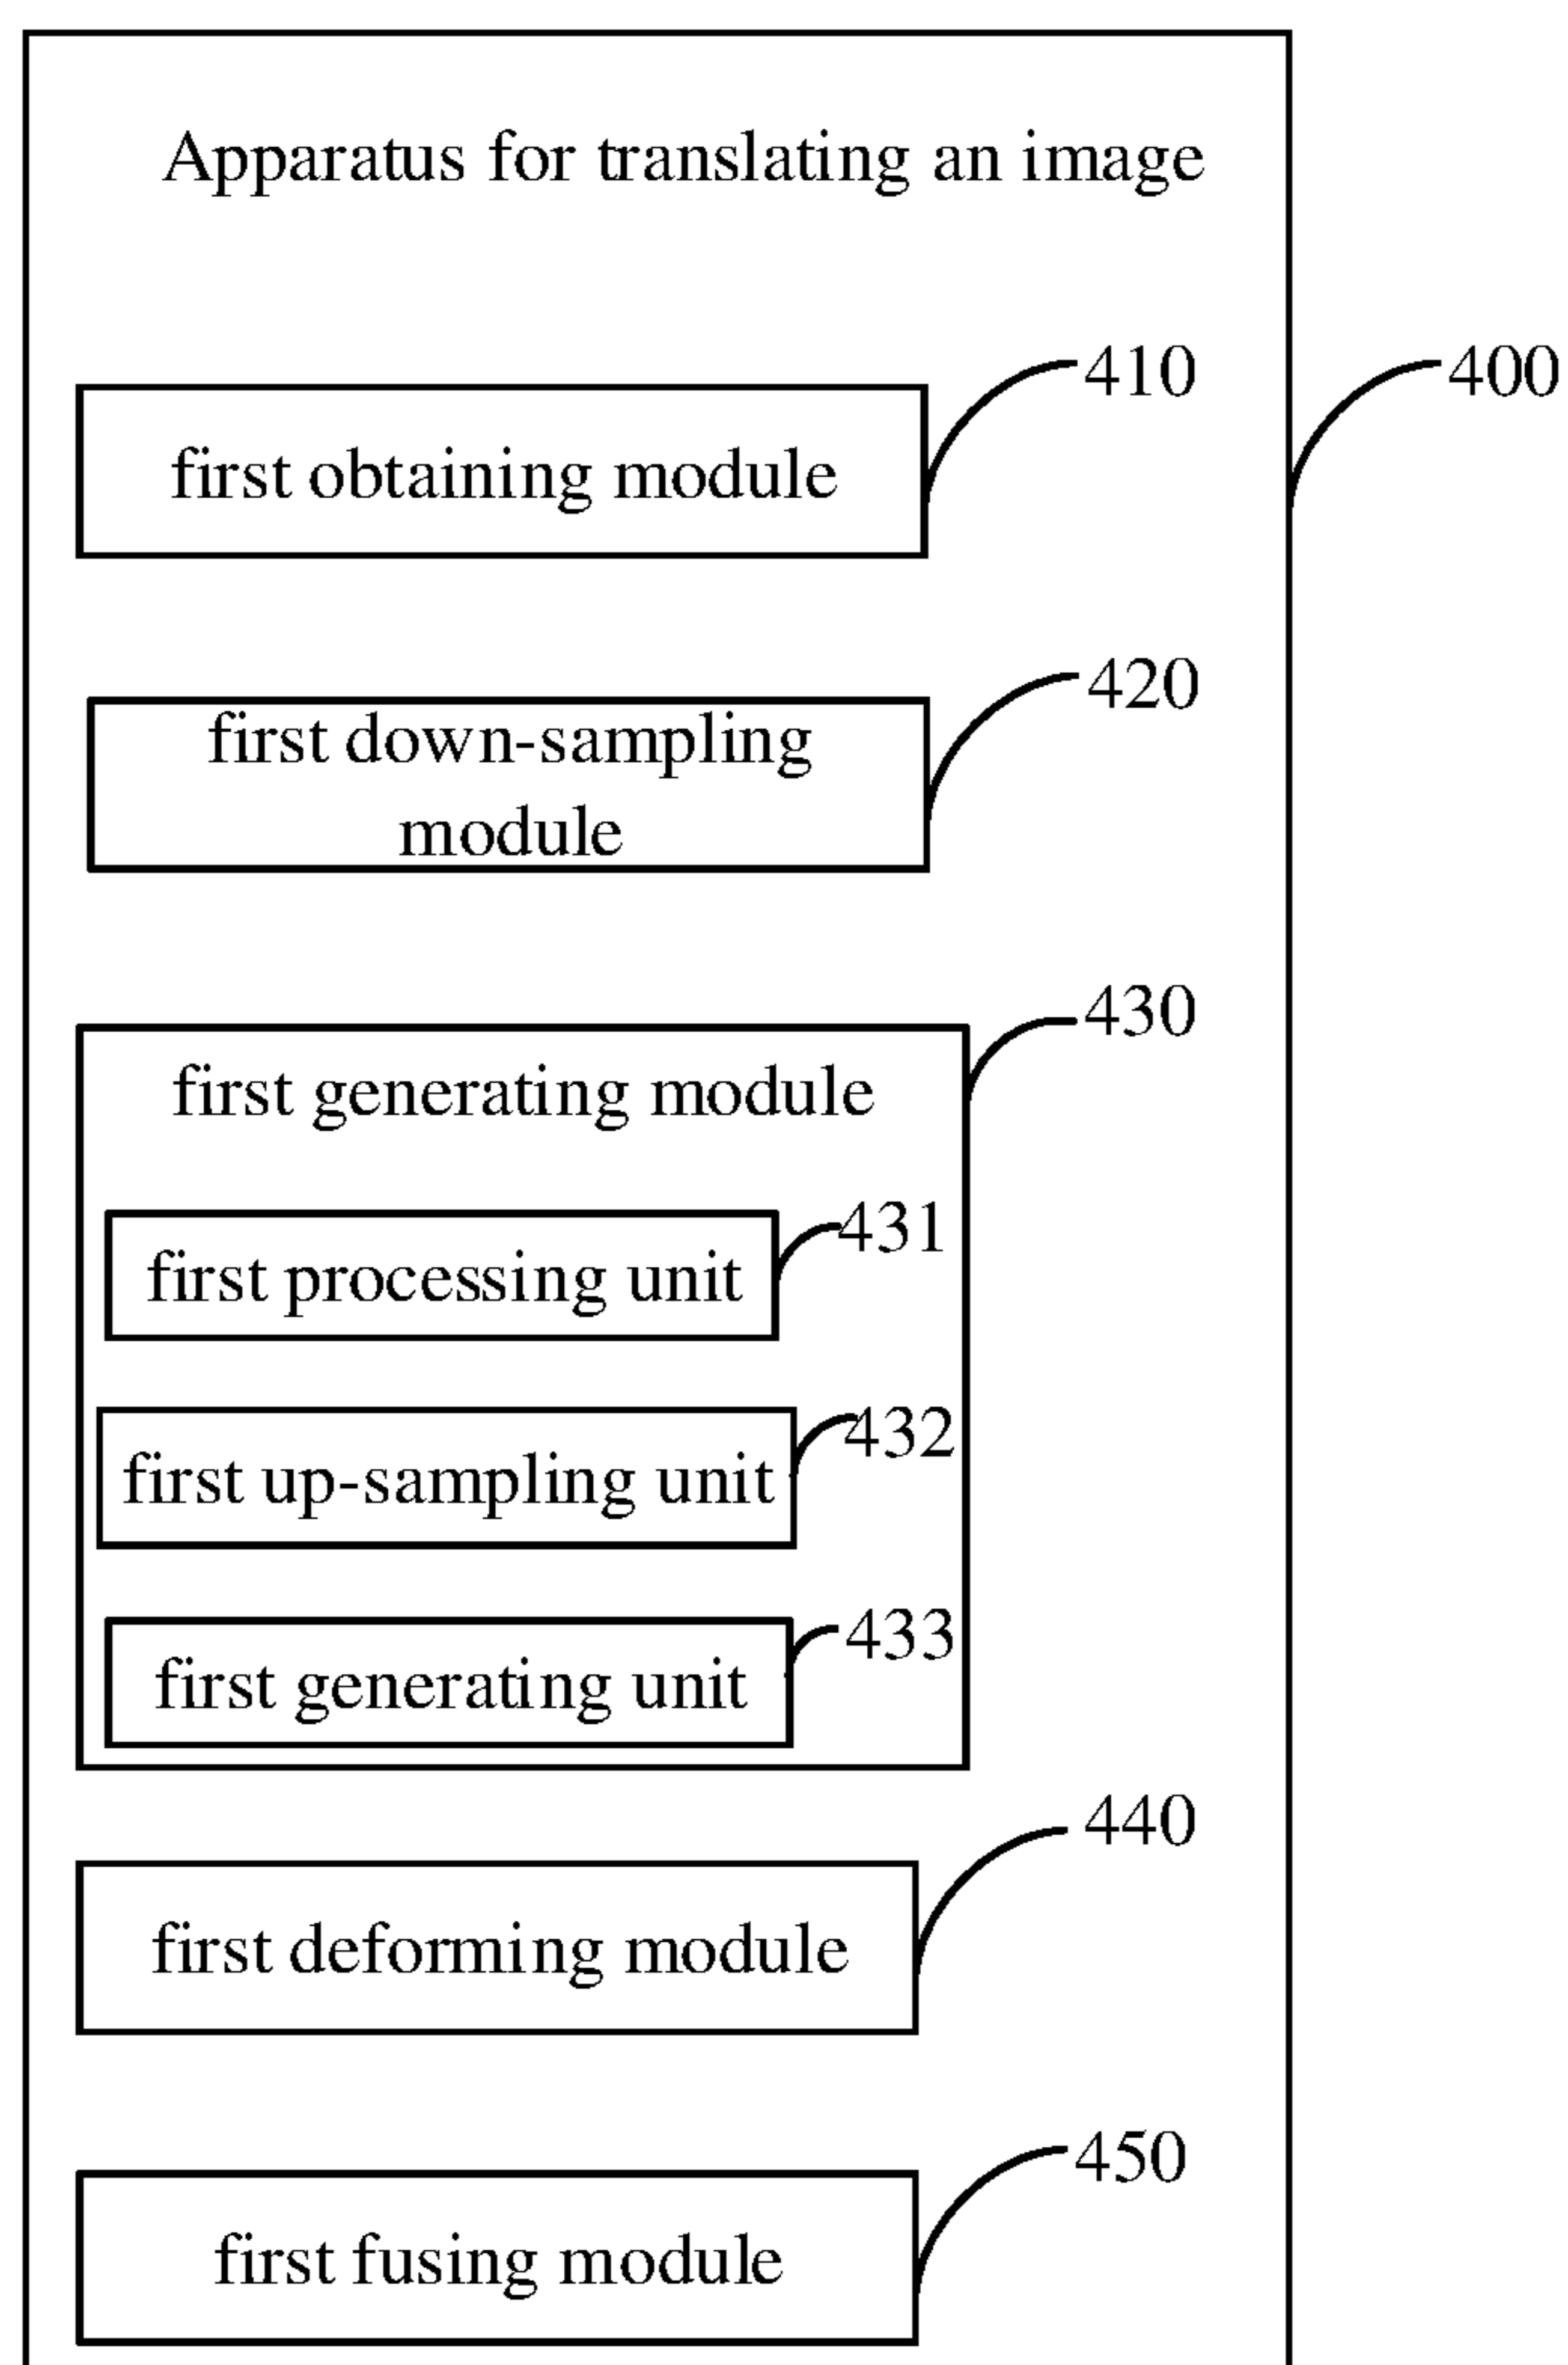 Apparatus for translating an image
410
400
first obtaining module
420
first down-sampling
module
430
first generating module
431
first processing unit
432
first up-sampling unit
433
first generating unit
440
first deforming module
450
first fusing module